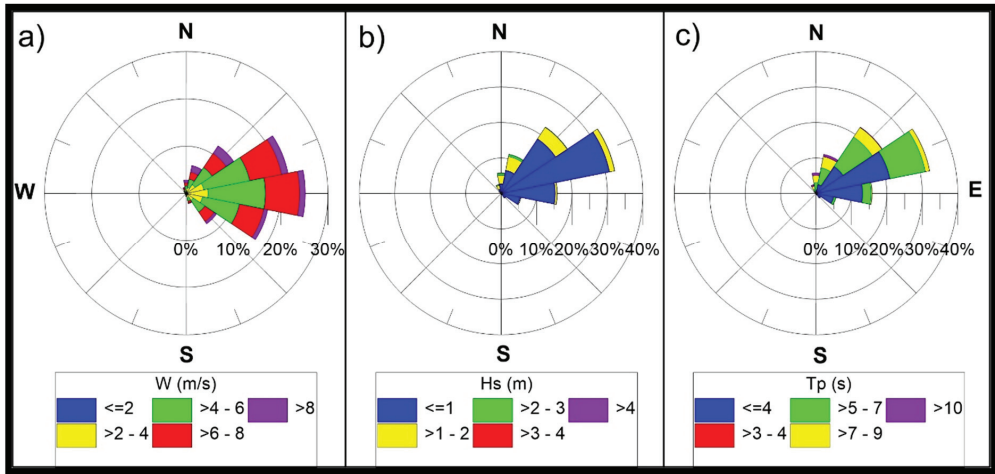 a) N b) N c) N
W E
0% 10% 20% 30% 0% 10% 20% 30% 40% 0% 10% 20% 30% 40%
S S S
W (m/s) Hs (m) Tp (s)
<=2 >4 - 6 >8 <=1 >2 - 3 >4 <=4 >5 - 7 >10
>2 - 4 >6 - 8 >1 - 2 >3 - 4 >3 - 4 >7 - 9